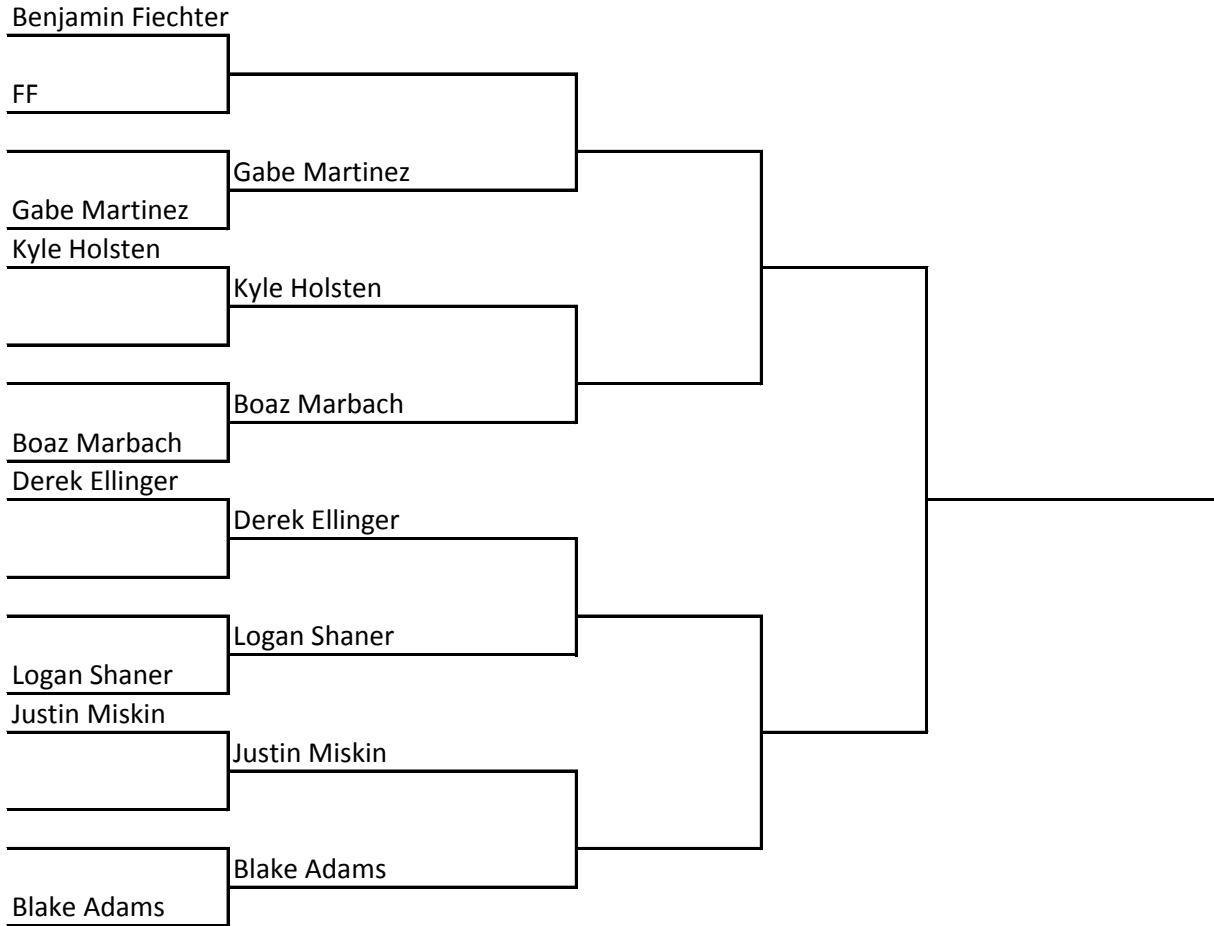 Benjamin Fiechter
FF
Gabe Martinez
Gabe Martinez
Kyle Holsten
Kyle Holsten
Boaz Marbach
Boaz Marbach
Derek Ellinger
Derek Ellinger
Logan Shaner
Logan Shaner
Justin Miskin
Justin Miskin
Blake Adams
Blake Adams